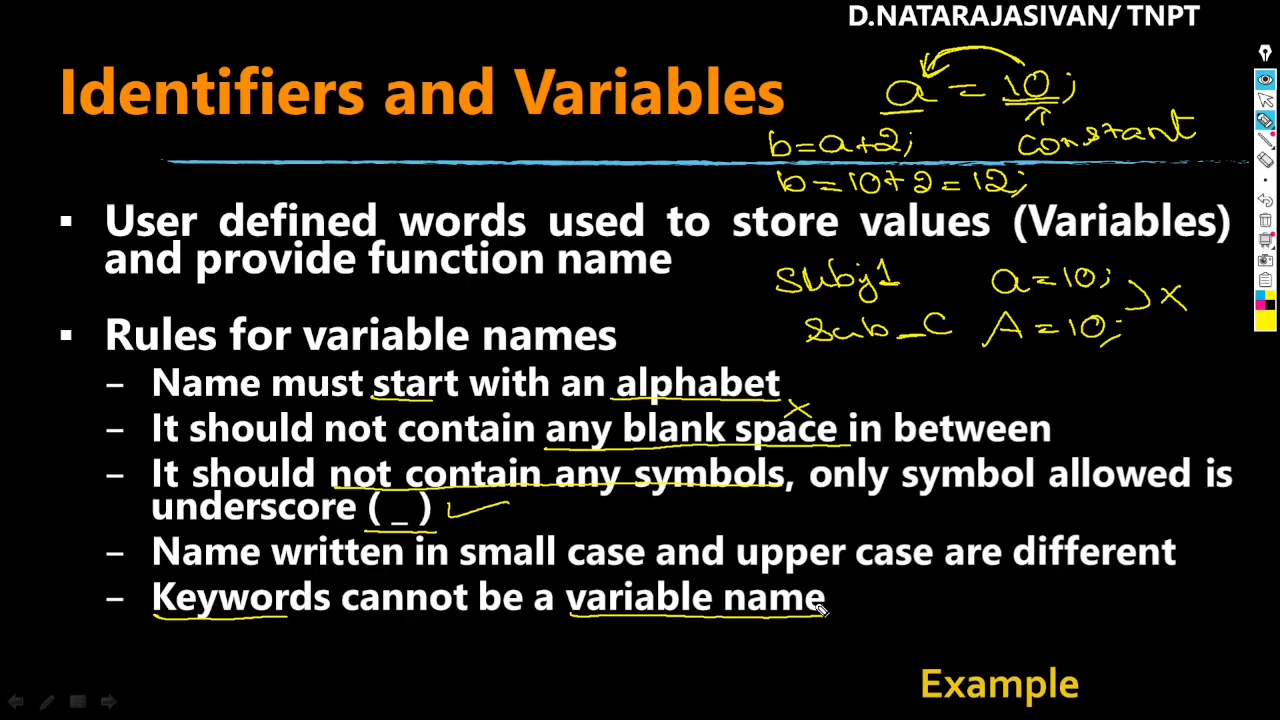 D.NATARAJASIVAN/ TNPT
Identifiers and Variables
a = 10;
constant
b=a+2;
b=10+2=12;
▪ User defined words used to store values (Variables)
and provide function name
subj1
a=10;
x
sub_C
A=10;
▪ Rules for variable names
– Name must start with an alphabet
x
– It should not contain any blank space in between
– It should not contain any symbols, only symbol allowed is
underscore ( _ )
– Name written in small case and upper case are different
– Keywords cannot be a variable name
Example